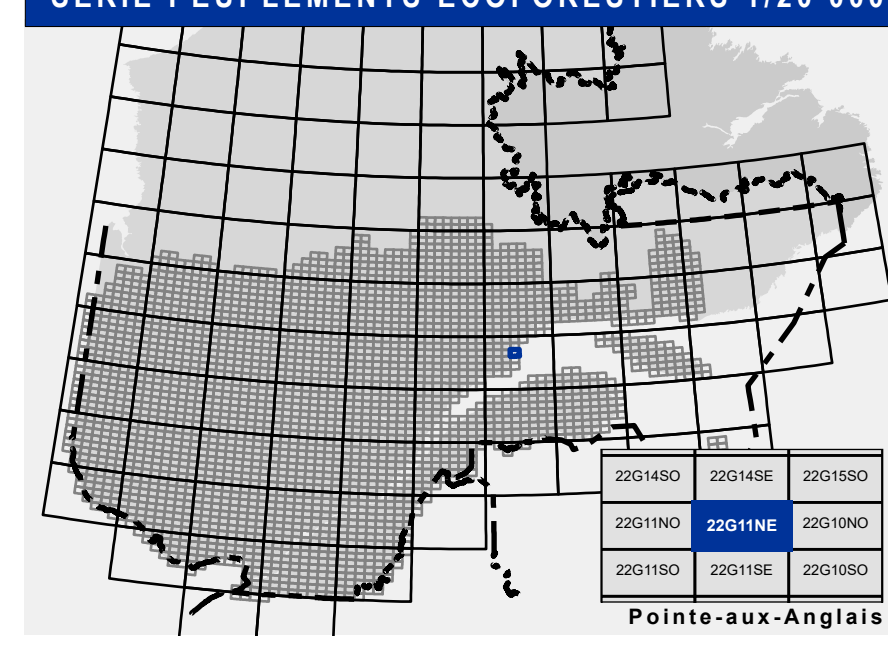 SÉRIE PEUPLEMENTS ÉCOFORESTIERS 1/20 000
22G14SO 22G14SE 22G15SO
22G11NO 22G11NE 22G10NO
22G11SO 22G11SE 22G10SO
Pointe-aux-Anglais